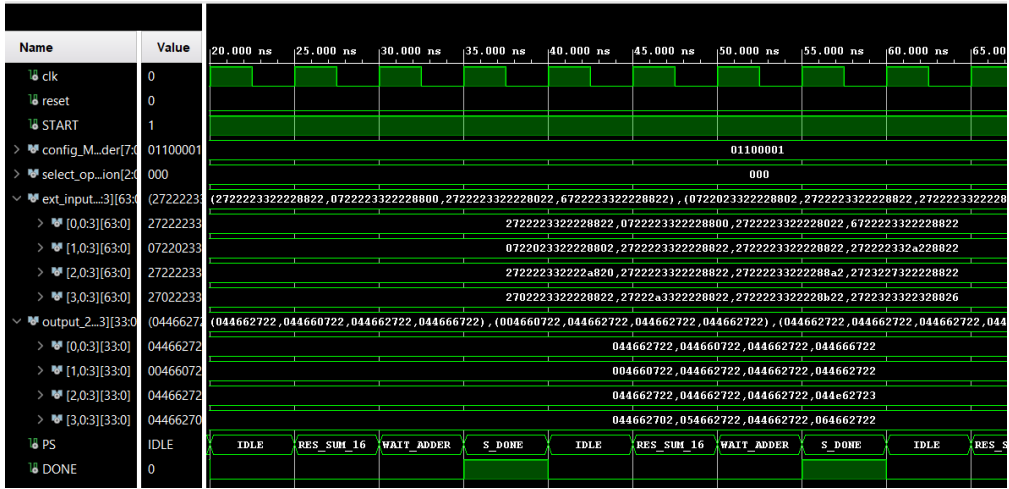 Name Value 20.000 ns 25.000 ns 30.000 ns 35.000 ns 40.000 ns 45.000 ns 50.000 ns 55.000 ns 60.000 ns 65.00
clk 0
reset 0
START 1
config_M...der[7:0 01100001 01100001
select_op...ion[2:0 000 000
ext_input...:3][63:0 (27222233 (2722223322228822,0722223322228800,2722223322228022,6722223322228822),(0722023322228802,2722223322228822,2722223322228
[0,0:3][63:0] 27222233 2722223322228822,0722223322228800,2722223322228022,6722223322228822
[1,0:3][63:0] 07220233 0722023322228802,2722223322228822,2722223322228022,272222332a228822
[2,0:3][63:0] 27222233 272222332222a820,2722223322228822,27222233222288a2,2723227322228822
[3,0:3][63:0] 27022233 2702223322228822,27222a3322228822,2722223322228b22,2722323322328826
output_2...3][33:0 (04466272 (044662722,044660722,044662722,044666722),(004660722,044662722,044662722,044662722),(044662722,044662722,044662722,044
[0,0:3][33:0] 04466272 044662722,044660722,044662722,044666722
[1,0:3][33:0] 00466072 004660722,044662722,044662722,044662722
[2,0:3][33:0] 04466272 044662722,044662722,044662722,044e62723
[3,0:3][33:0] 04466270 044662702,054662722,044662722,064662722
PS IDLE IDLE RES_SUM_16 WAIT_ADDER S_DONE IDLE RES_SUM_16 WAIT_ADDER S_DONE IDLE RES_S
DONE 0